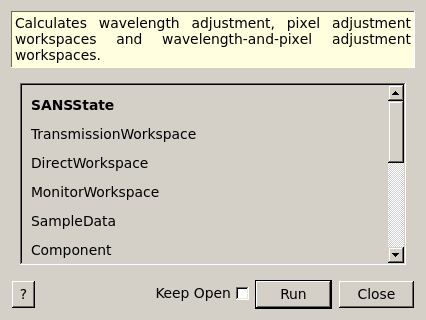 Calculates wavelength adjustment, pixel adjustment
workspaces and wavelength-and-pixel adjustment
workspaces.
SANSState
TransmissionWorkspace
DirectWorkspace
MonitorWorkspace
SampleData
Component
? Keep Open Run Close